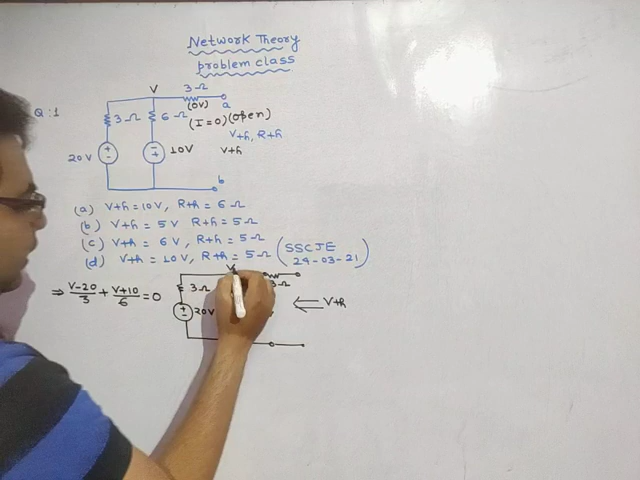 Network Theory
problem class
Q:1
V
3Ω
(0V)
a
3Ω
6Ω
(I=0)(open)
Vth, Rth
20V
10V
Vth
b
(a) Vth = 10V, Rth = 6Ω
(b) Vth = 5V Rth = 5Ω
(c) Vth = 6V, Rth = 5Ω
(d) Vth = 10V, Rth = 5Ω (SSCJE
24-03-21)
V
⇒ V-20/3 + V+10/6 = 0
3Ω
3Ω
20V
⇐ Vth